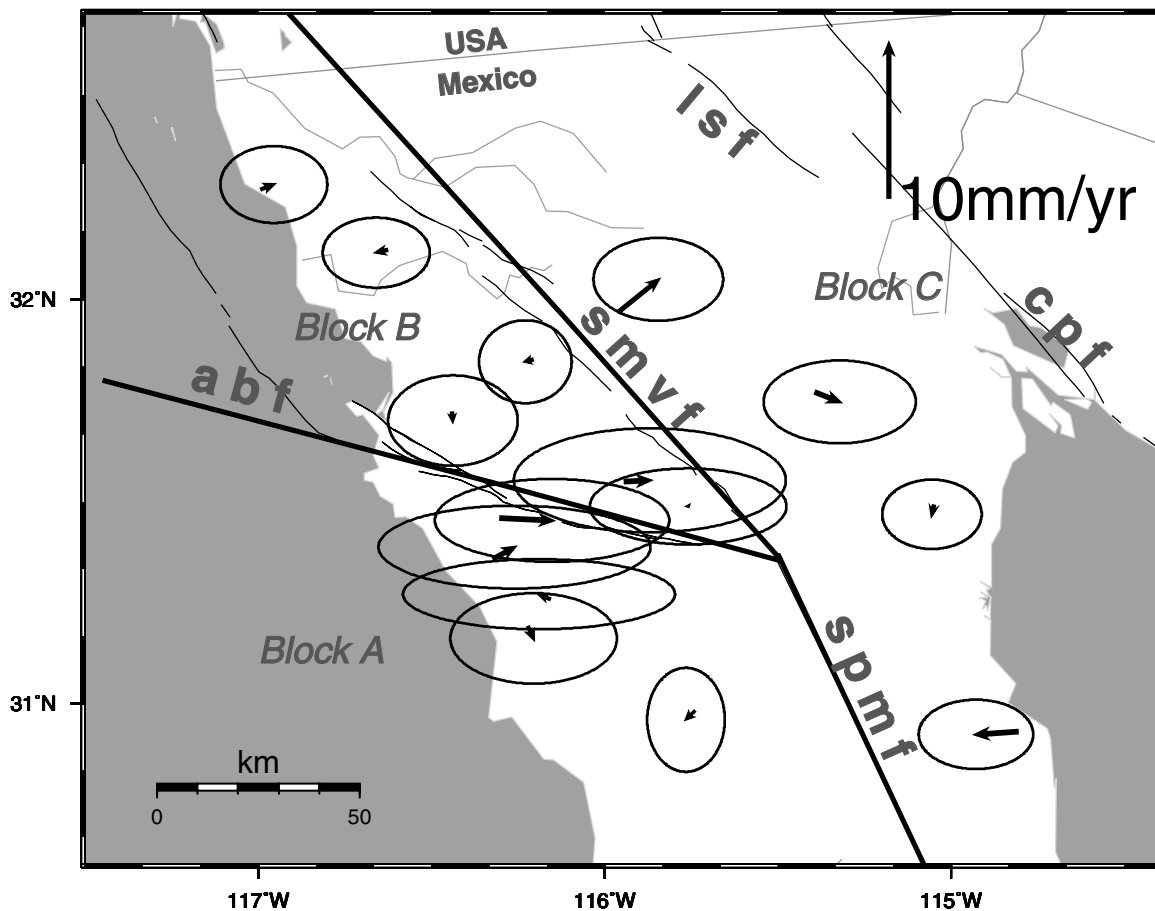 USA
Mexico
l s f
10mm/yr
32°N
Block B
Block C
c p f
s m v f
a b f
Block A
s p m f
31°N
km
0 50
117°W 116°W 115°W